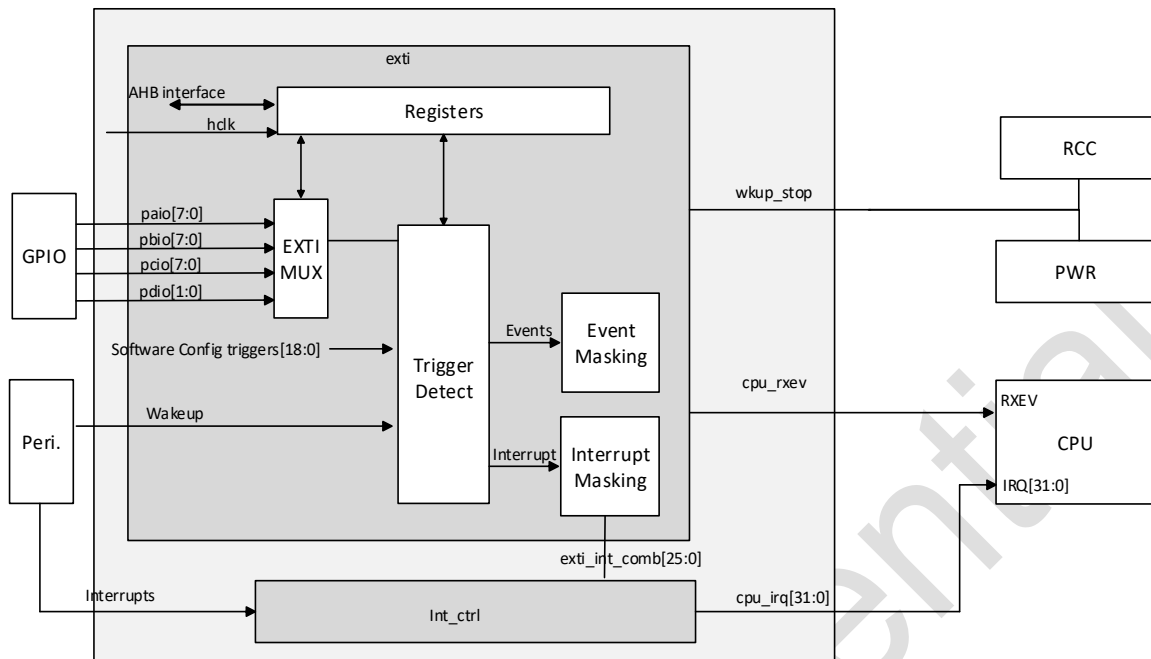 exti
AHB interface
Registers
hclk
RCC
wkup_stop
GPIO
paio[7:0]
pbio[7:0]
pcio[7:0]
pdio[1:0]
EXTI
MUX
PWR
Software Config triggers[18:0]
Trigger
Detect
Events
Event
Masking
cpu_rxev
RXEV
CPU
IRQ[31:0]
Peri.
Wakeup
Interrupt
Interrupt
Masking
exti_int_comb[25:0]
Interrupts
Int_ctrl
cpu_irq[31:0]
ential